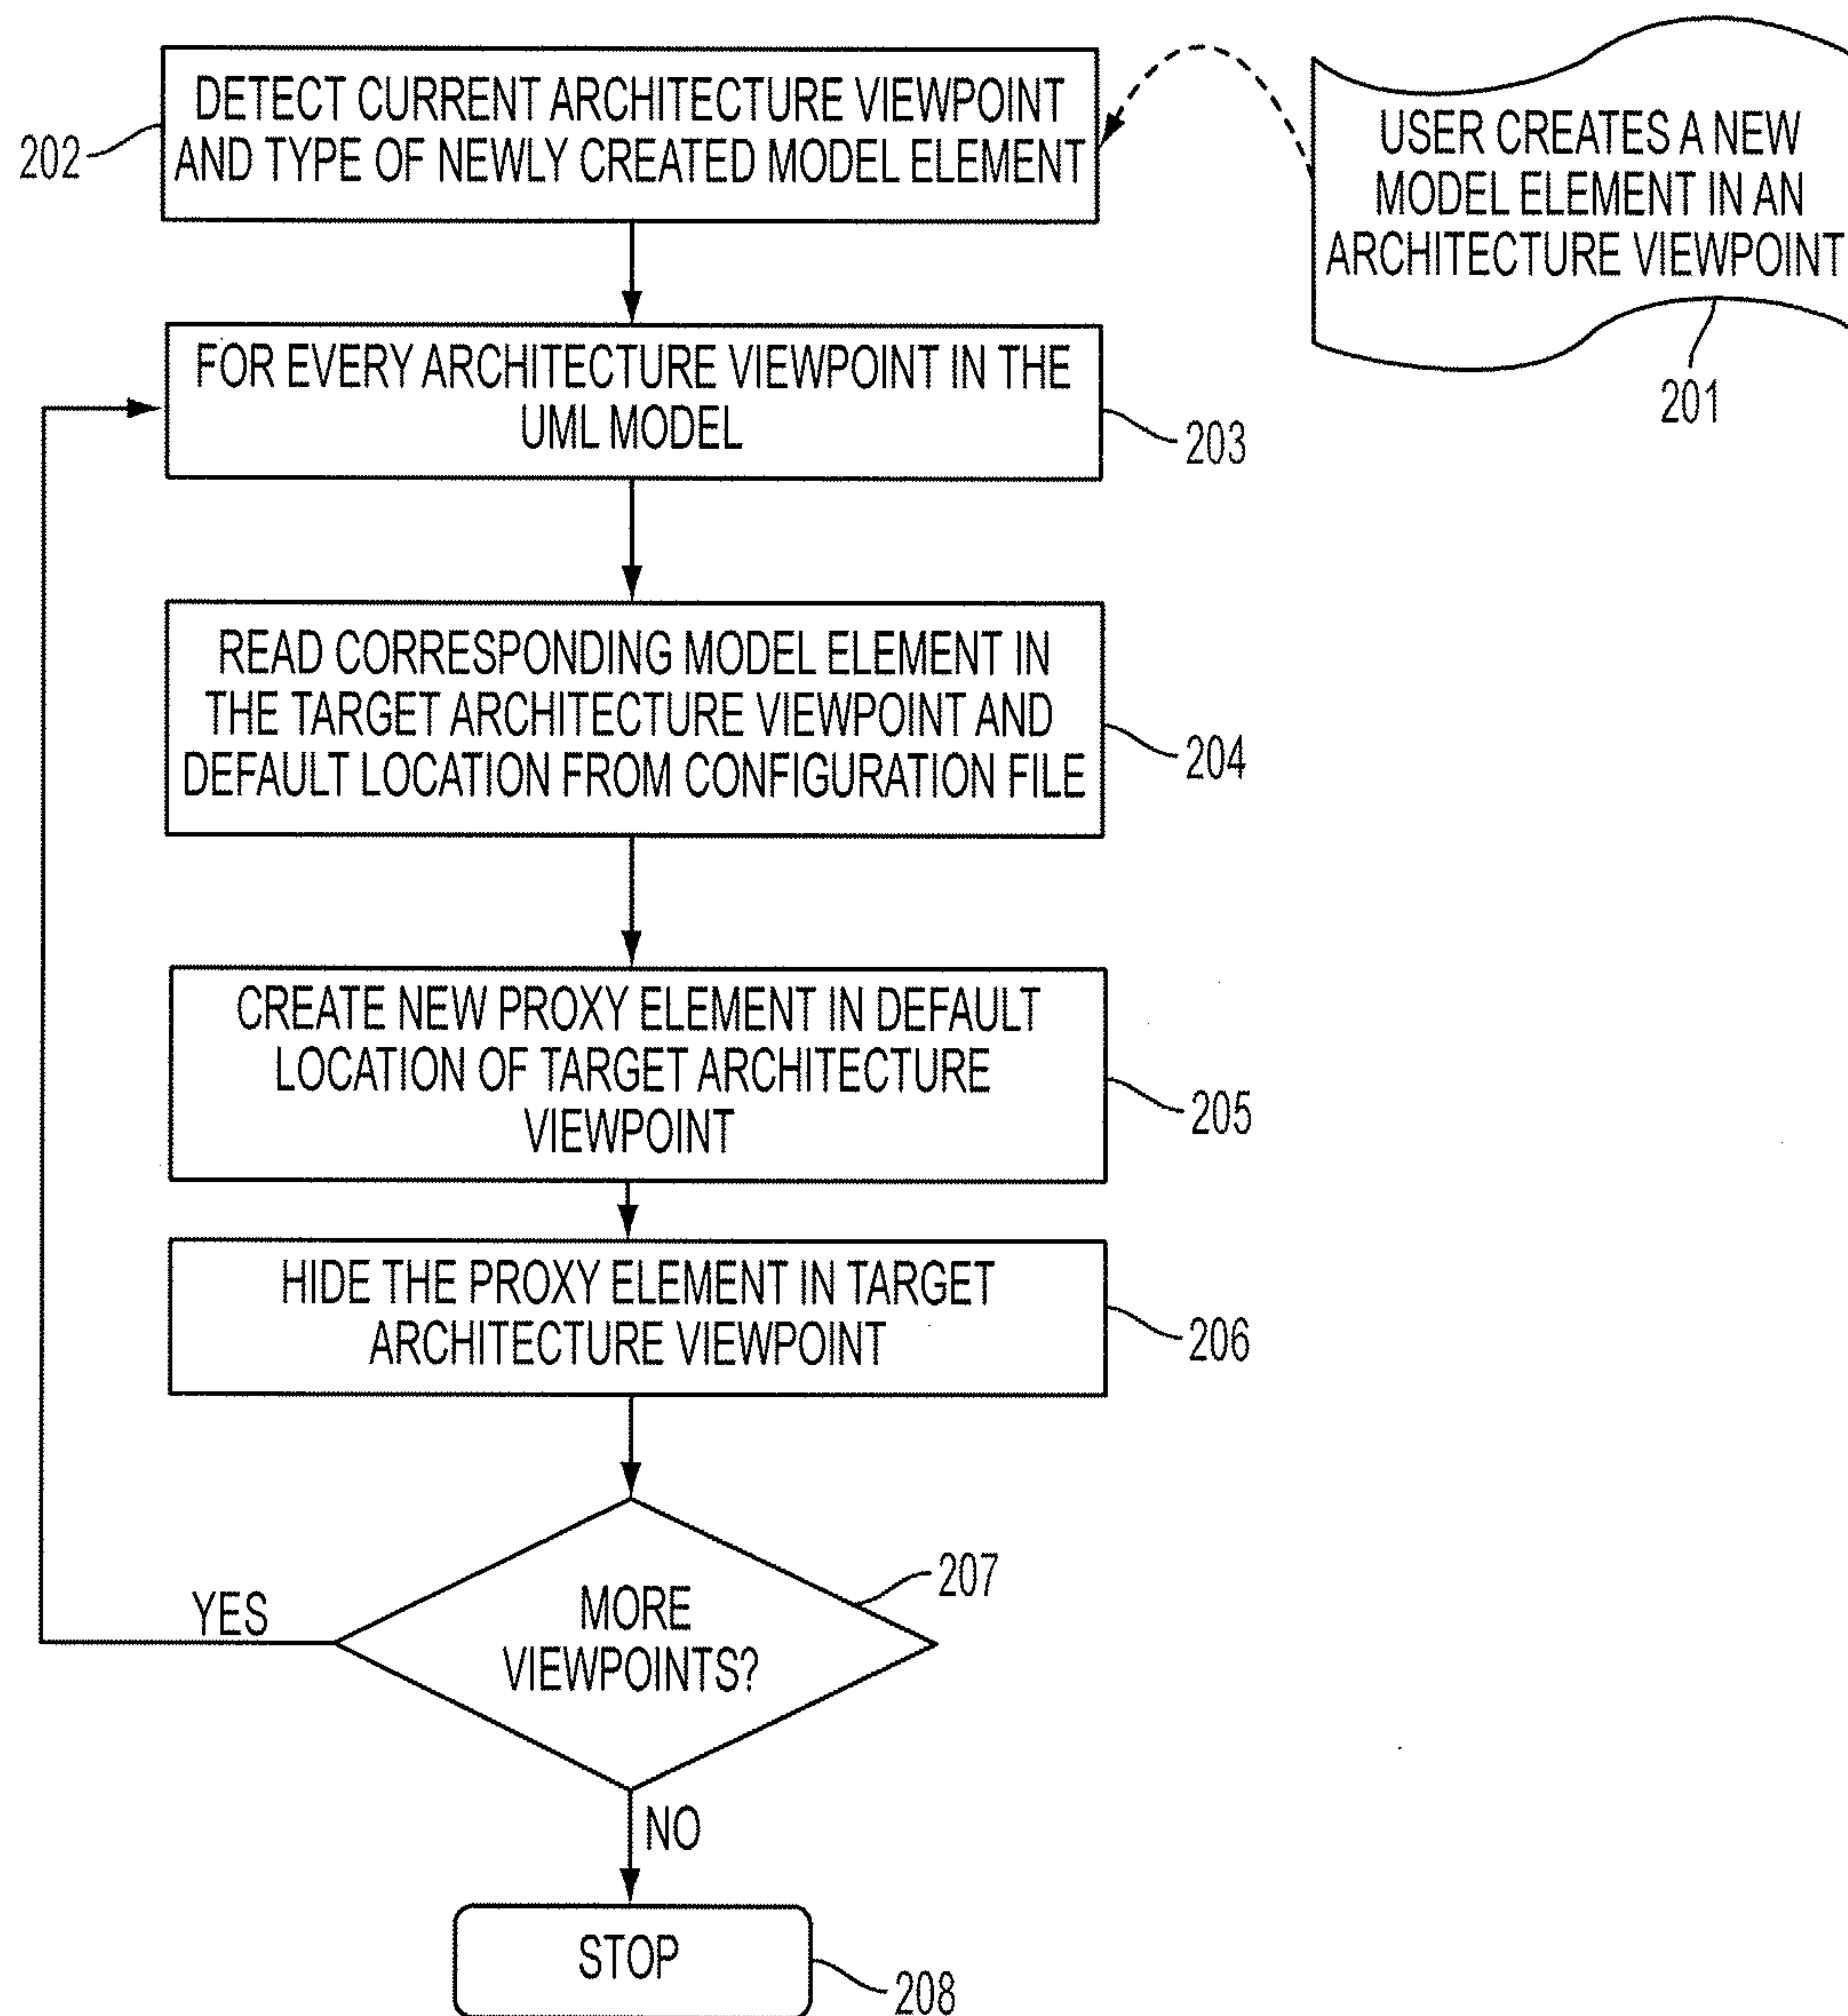 DETECT CURRENT ARCHITECTURE VIEWPOINT
AND TYPE OF NEWLY CREATED MODEL ELEMENT
202
USER CREATES A NEW
MODEL ELEMENT IN AN
ARCHITECTURE VIEWPOINT
201
FOR EVERY ARCHITECTURE VIEWPOINT IN THE
UML MODEL
203
READ CORRESPONDING MODEL ELEMENT IN
THE TARGET ARCHITECTURE VIEWPOINT AND
DEFAULT LOCATION FROM CONFIGURATION FILE
204
CREATE NEW PROXY ELEMENT IN DEFAULT
LOCATION OF TARGET ARCHITECTURE
VIEWPOINT
205
HIDE THE PROXY ELEMENT IN TARGET
ARCHITECTURE VIEWPOINT
206
MORE
VIEWPOINTS?
207
YES
NO
STOP
208